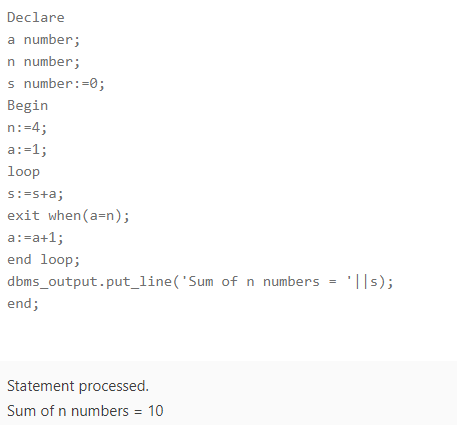 Declare
a number;
n number;
s number:=0;
Begin
n:=4;
a:=1;
loop
s:=s+a;
exit when(a=n);
a:=a+1;
end loop;
dbms_output.put_line('Sum of n numbers = '||s);
end;
Statement processed.
Sum of n numbers = 10